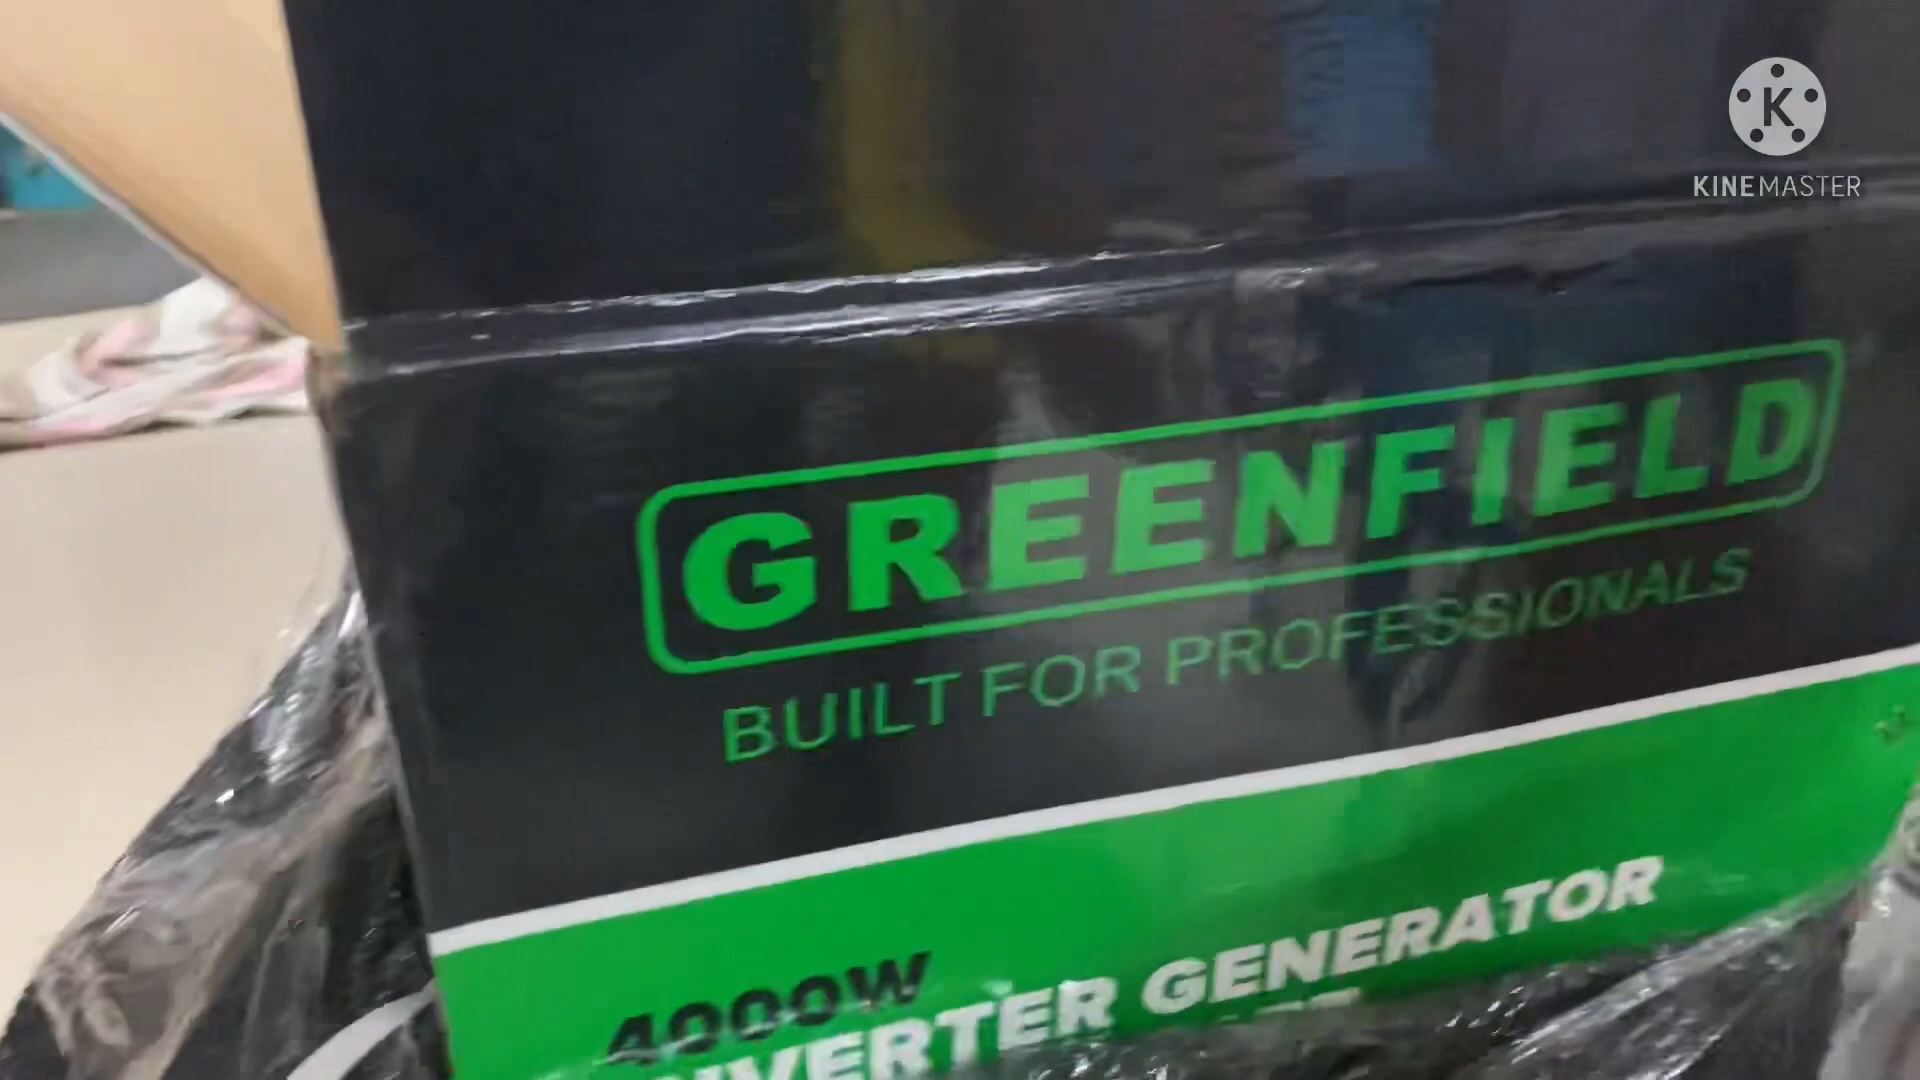 K
KINEMASTER
GREENFIELD
BUILT FOR PROFESSIONALS
4000W
INVERTER GENERATOR